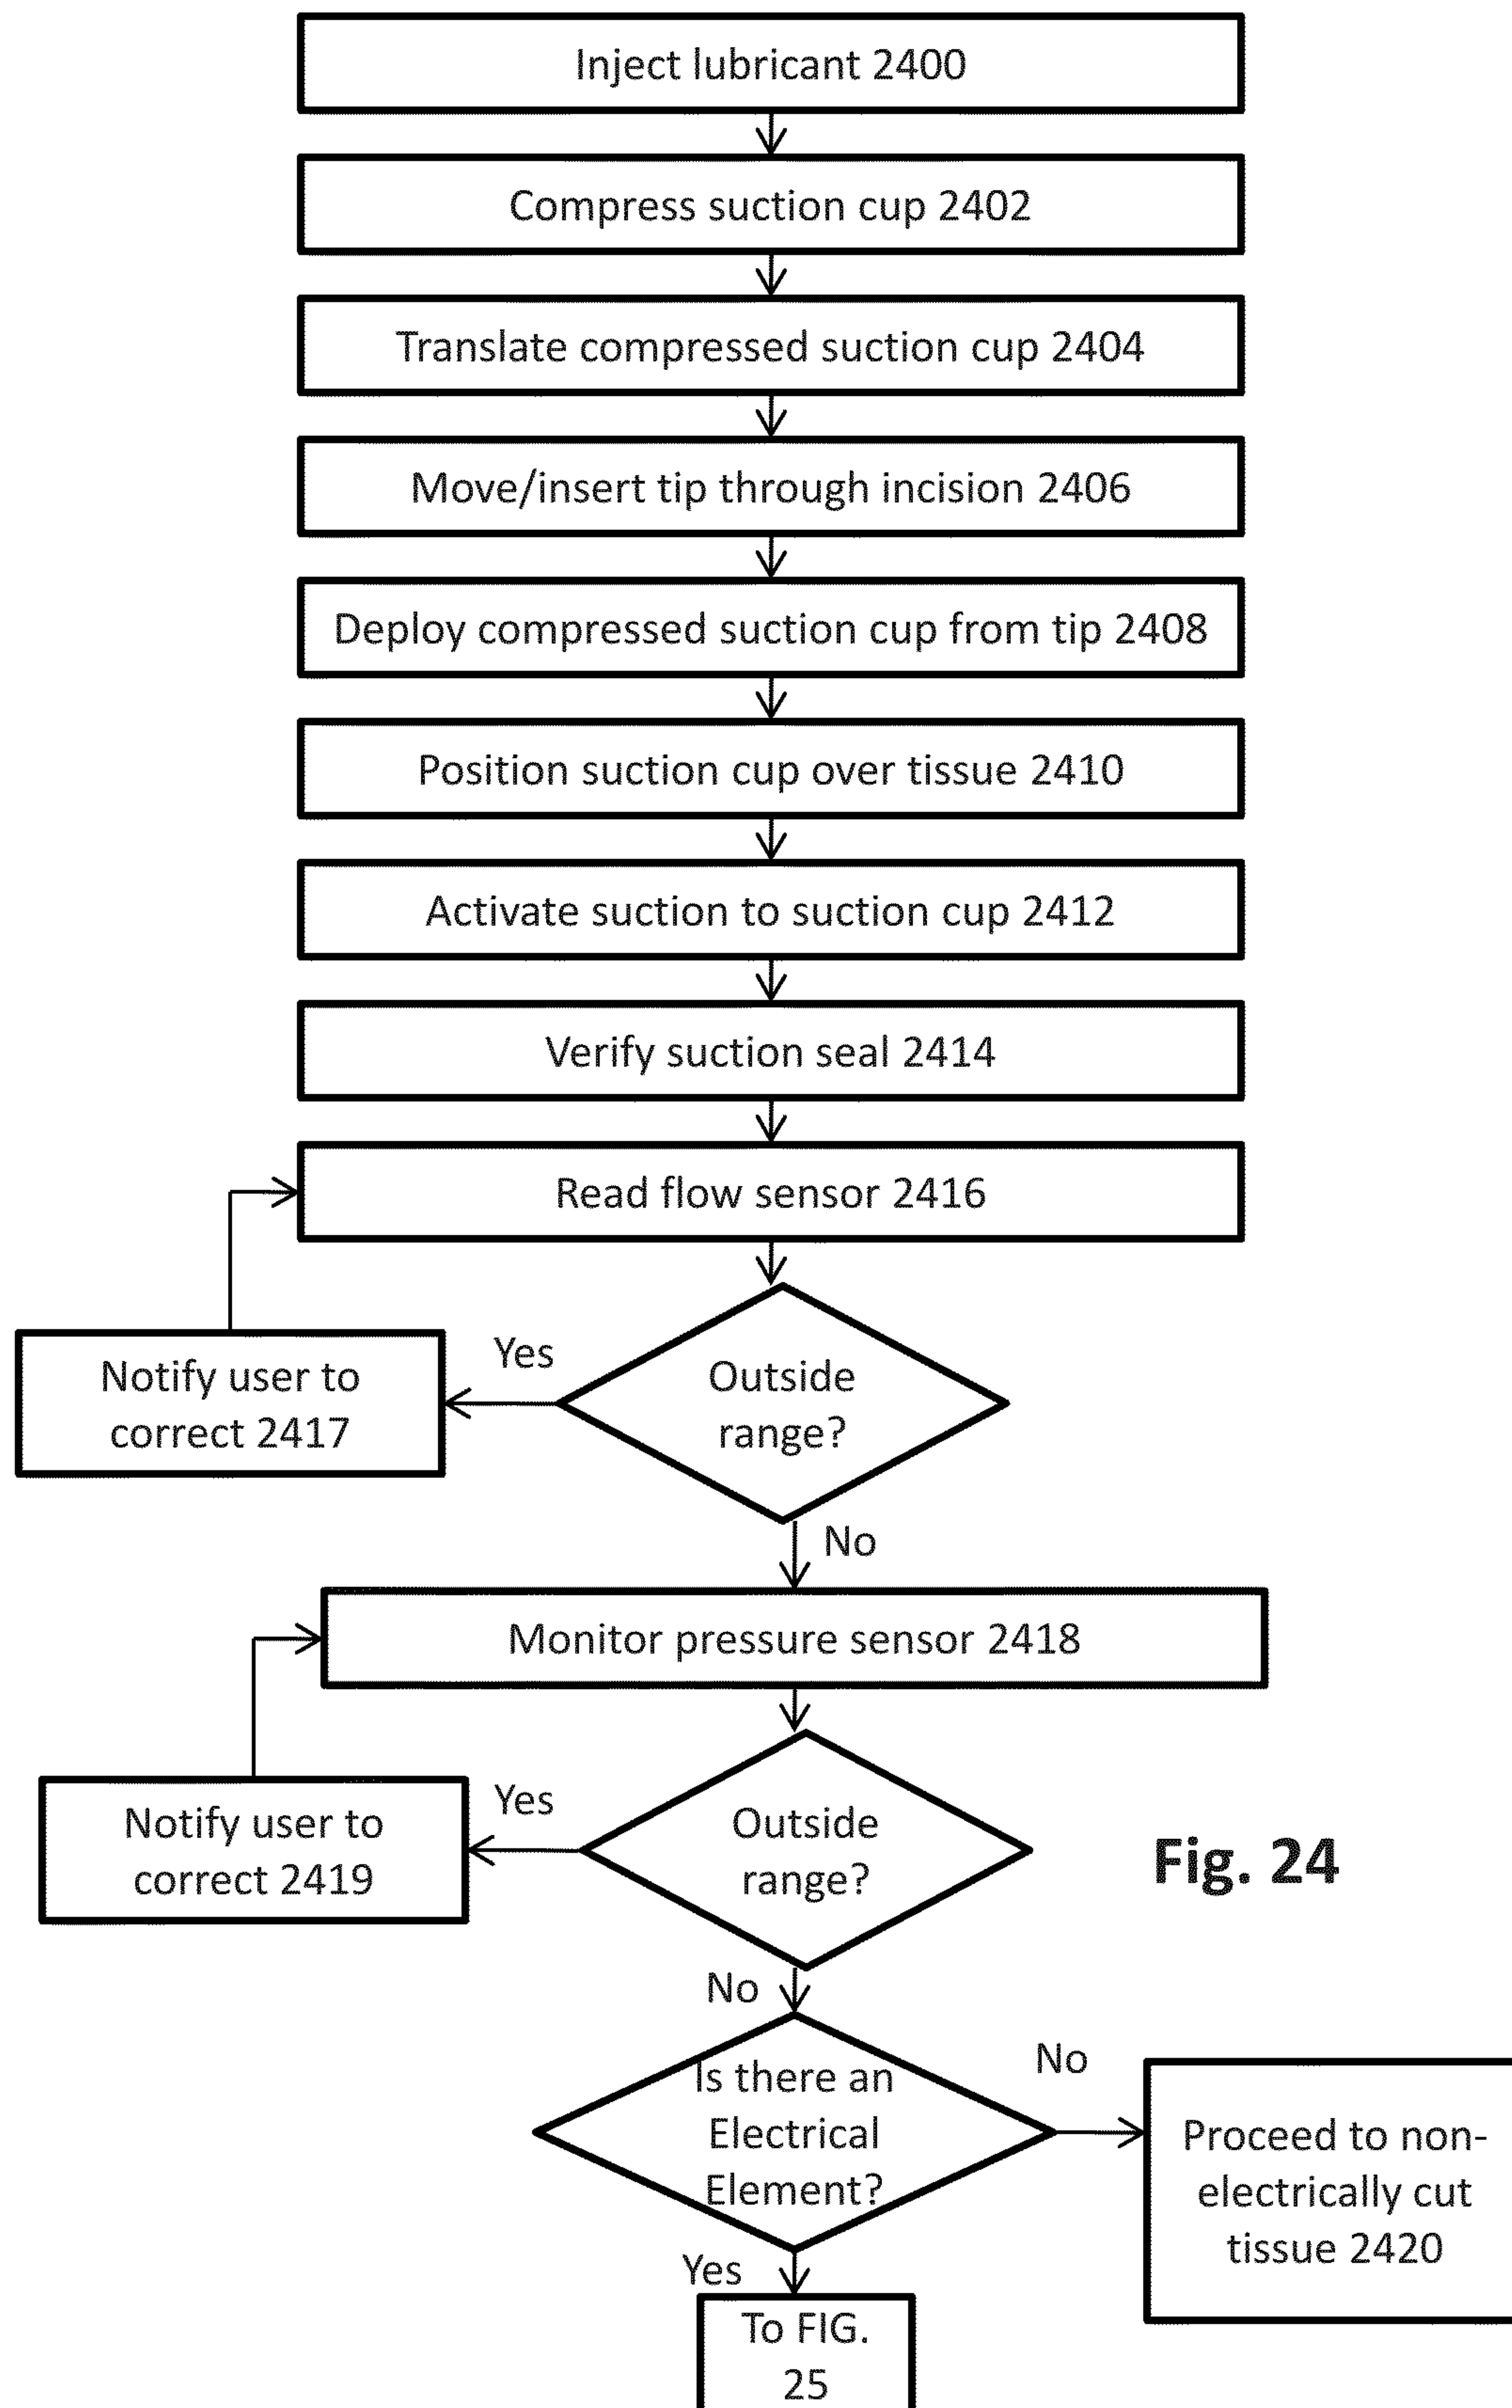 Inject lubricant 2400
Compress suction cup 2402
Translate compressed suction cup 2404
Move/insert tip through incision 2406
Deploy compressed suction cup from tip 2408
Position suction cup over tissue 2410
Activate suction to suction cup 2412
Verify suction seal 2414
Read flow sensor 2416
Yes
Notify user to
correct 2417
Outside
range?
No
Monitor pressure sensor 2418
Yes
Notify user to
correct 2419
Outside
range?
Fig. 24
No
Is there an
Electrical
Element?
No
Proceed to non-
electrically cut
tissue 2420
Yes
To FIG.
25